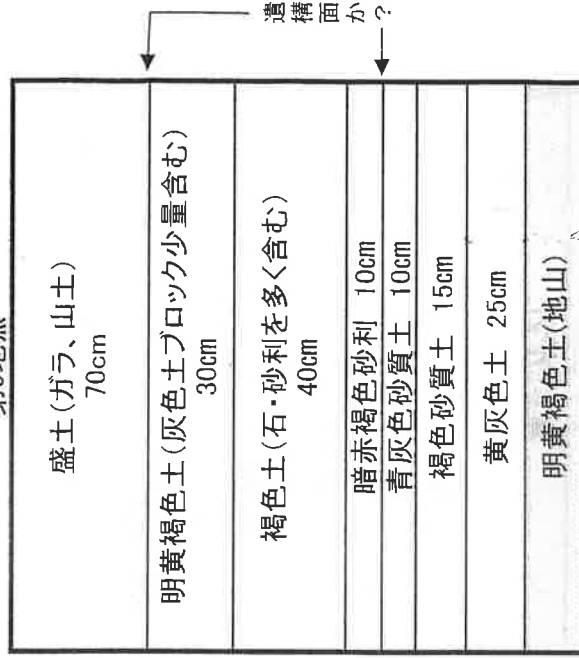 盛土(ガラ、山土)
70cm
明黄褐色土(灰色土ブロック少量含む)
30cm
褐色土(石・砂利を多く含む)
40cm
暗赤褐色砂利 10cm
青灰色砂質土 10cm
褐色砂質土 15cm
黄灰色土 25cm
明黄褐色土(地山)
遺構面か?